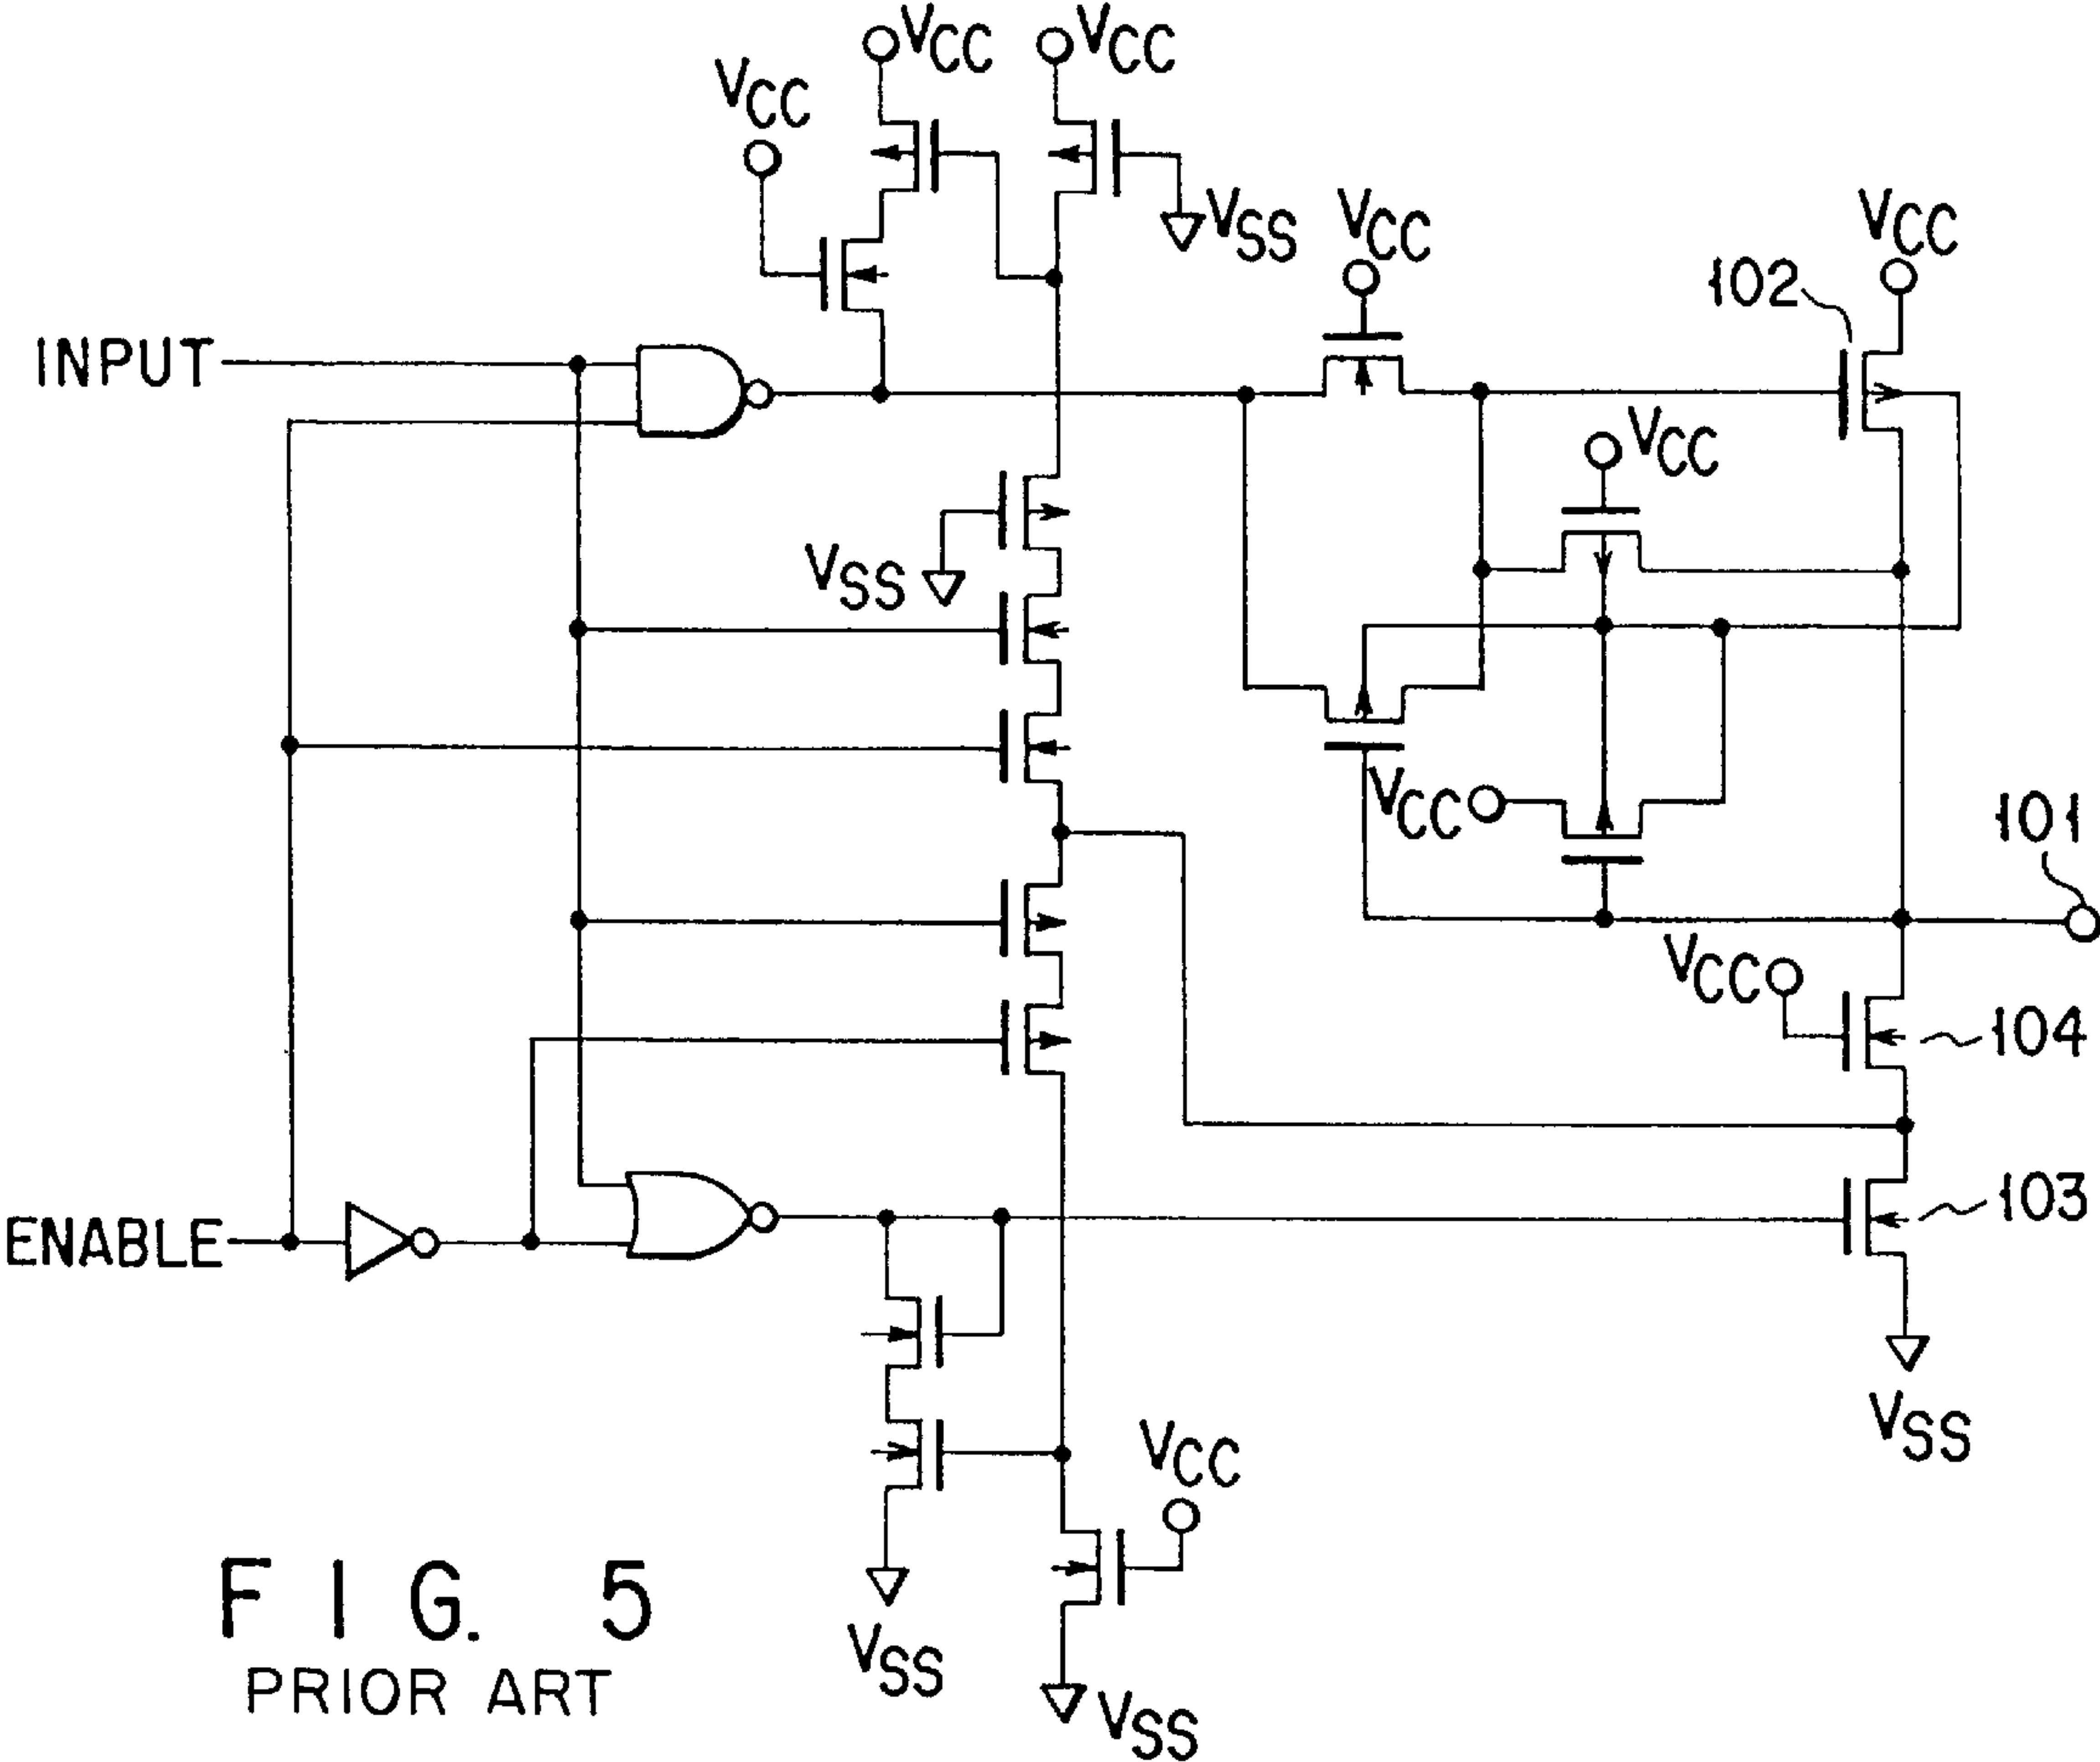 VCC
VCC
VCC
VSS
VCC
VCC
102
INPUT
VCC
VSS
VCC
101
VCC
104
103
ENABLE
VSS
VCC
FIG. 5
VSS
PRIOR ART
VSS